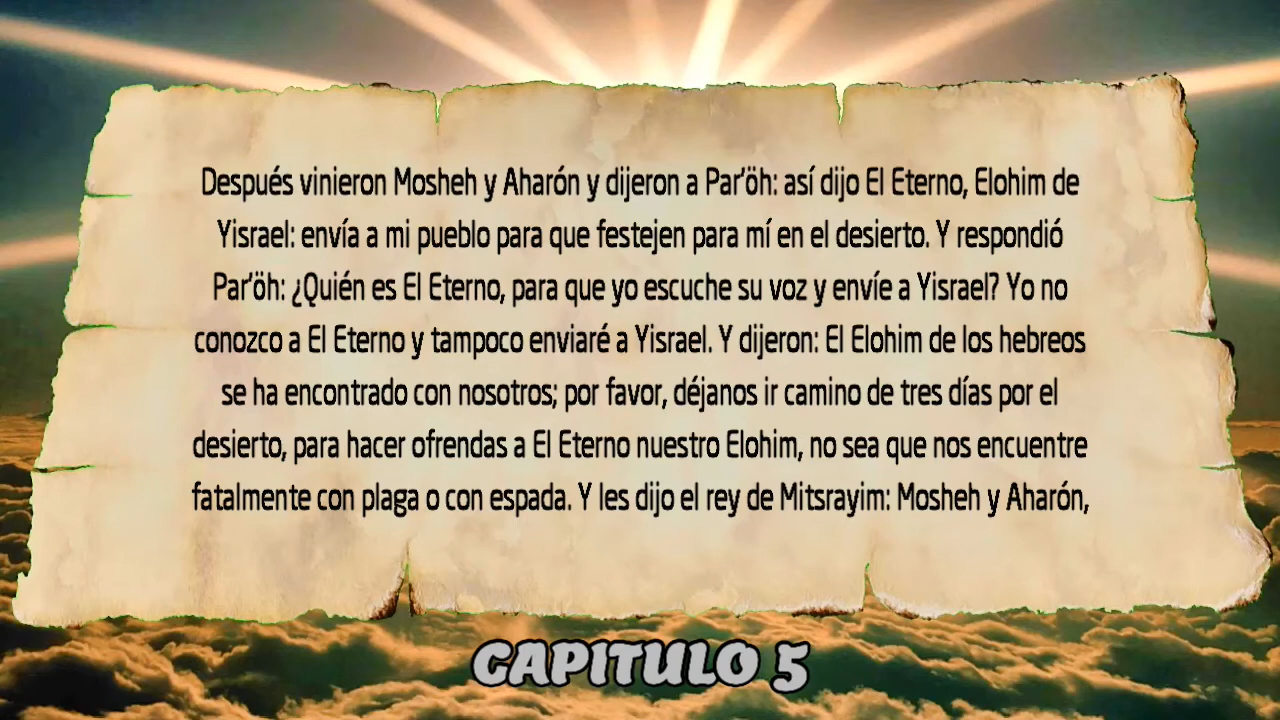 Después vinieron Mosheh y Aharón y dijeron a Par'öh: así dijo El Eterno, Elohim de
Yisrael: envía a mi pueblo para que festejen para mí en el desierto. Y respondió
Par'öh: ¿Quién es El Eterno, para que yo escuche su voz y envíe a Yisrael? Yo no
conozco a El Eterno y tampoco enviaré a Yisrael. Y dijeron: El Elohim de los hebreos
se ha encontrado con nosotros; por favor, déjanos ir camino de tres días por el
desierto, para hacer ofrendas a El Eterno nuestro Elohim, no sea que nos encuentre
fatalmente con plaga o con espada. Y les dijo el rey de Mitsrayim: Mosheh y Aharón,
CAPITULO 5